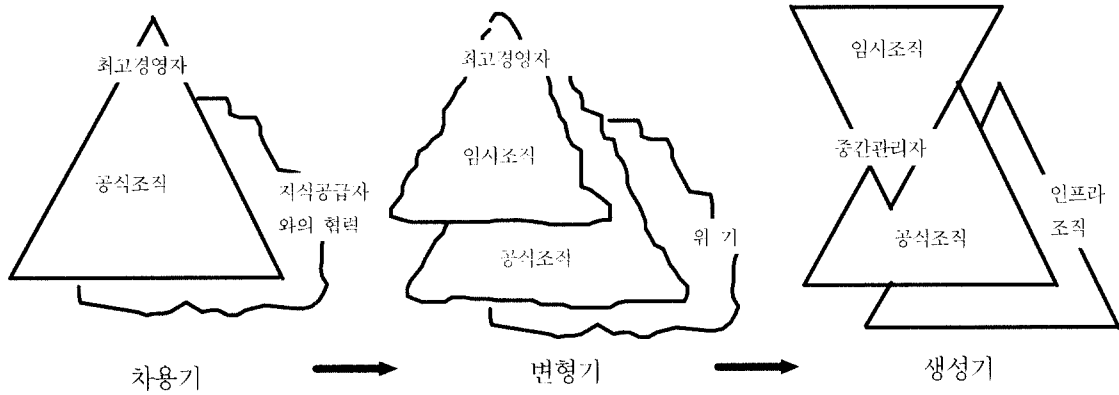 최고경영자
공식조직
지식공급자
와의 협력
차용기
최고경영자
임시조직
공식조직
위 기
변형기
임시조직
중간관리자
공식조직
인프라
조직
생성기